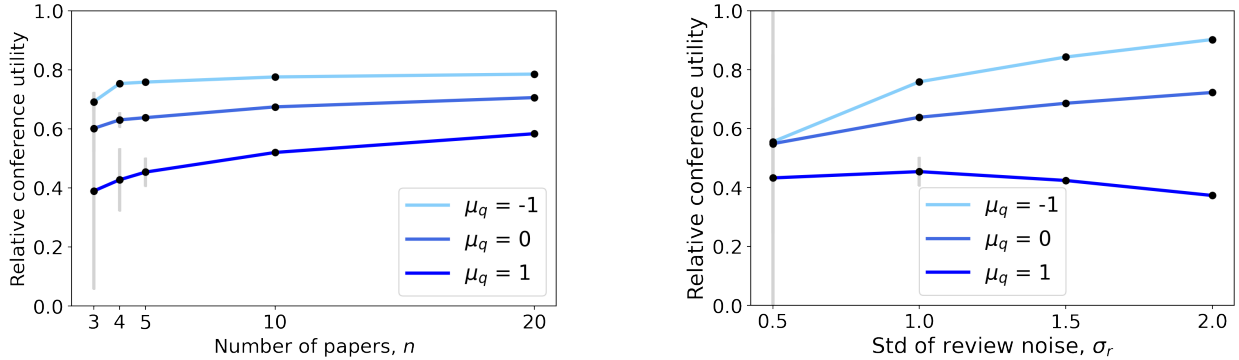 Relative conference utility
1.0
0.8
0.6
0.4
0.2
0.0
3 4 5 10 20
Number of papers, n
μq = -1
μq = 0
μq = 1
Relative conference utility
1.0
0.8
0.6
0.4
0.2
0.0
0.5 1.0 1.5 2.0
Std of review noise, σr
μq = -1
μq = 0
μq = 1